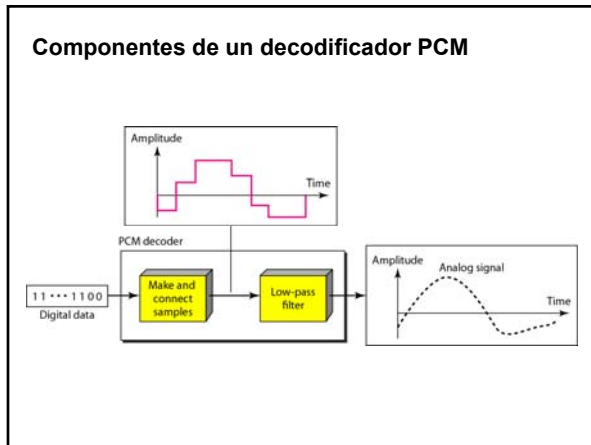 Componentes de un decodificador PCM
Amplitude
Time
PCM decoder
11 ••• 1100
Digital data
Make and
connect
samples
Low-pass
filter
Amplitude
Analog signal
Time